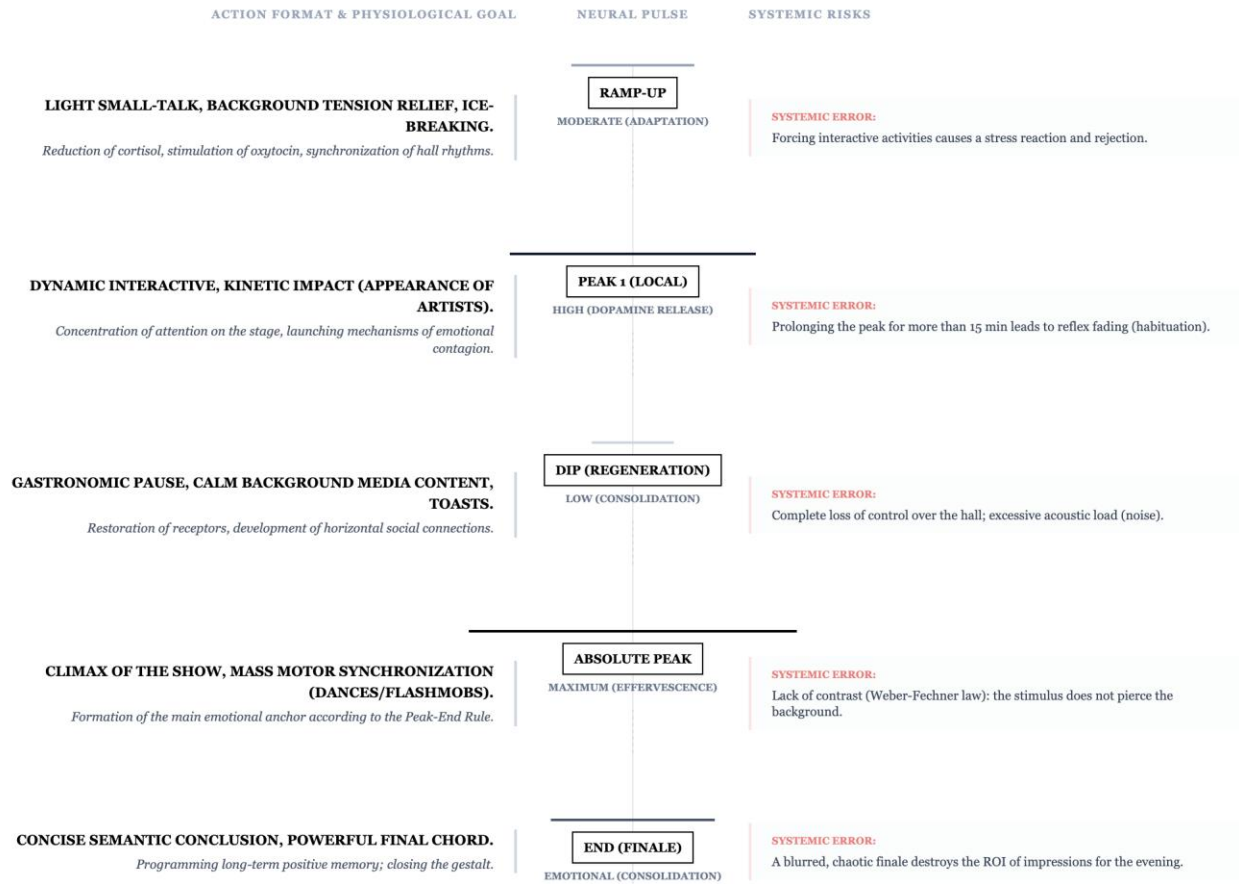 ACTION FORMAT & PHYSIOLOGICAL GOAL
NEURAL PULSE
SYSTEMIC RISKS
LIGHT SMALL-TALK, BACKGROUND TENSION RELIEF, ICE-
BREAKING.
Reduction of cortisol, stimulation of oxytocin, synchronization of hall rhythms.
RAMP-UP
MODERATE (ADAPTATION)
SYSTEMIC ERROR:
Forcing interactive activities causes a stress reaction and rejection.
DYNAMIC INTERACTIVE, KINETIC IMPACT (APPEARANCE OF
ARTISTS).
Concentration of attention on the stage, launching mechanisms of emotional
contagion.
PEAK 1 (LOCAL)
HIGH (DOPAMINE RELEASE)
SYSTEMIC ERROR:
Prolonging the peak for more than 15 min leads to reflex fading (habituation).
GASTRONOMIC PAUSE, CALM BACKGROUND MEDIA CONTENT,
TOASTS.
Restoration of receptors, development of horizontal social connections.
DIP (REGENERATION)
LOW (CONSOLIDATION)
SYSTEMIC ERROR:
Complete loss of control over the hall; excessive acoustic load (noise).
CLIMAX OF THE SHOW, MASS MOTOR SYNCHRONIZATION
(DANCES/FLASHMOBS).
Formation of the main emotional anchor according to the Peak-End Rule.
ABSOLUTE PEAK
MAXIMUM (EFFERVESCENCE)
SYSTEMIC ERROR:
Lack of contrast (Weber-Fechner law): the stimulus does not pierce the
background.
CONCISE SEMANTIC CONCLUSION, POWERFUL FINAL CHORD.
Programming long-term positive memory; closing the gestalt.
END (FINALE)
EMOTIONAL (CONSOLIDATION)
SYSTEMIC ERROR:
A blurred, chaotic finale destroys the ROI of impressions for the evening.